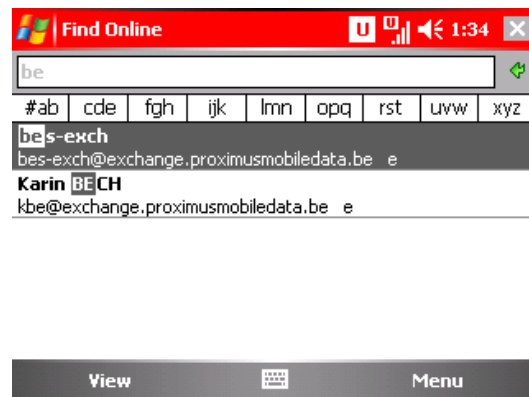 Find Online U U 1:34
be
#ab cde fgh ijk lmn opq rst uvw xyz
bes-exch
bes-exch@exchange.proximusmobiledata.be e
Karin BECH
kbe@exchange.proximusmobiledata.be e
View Menu